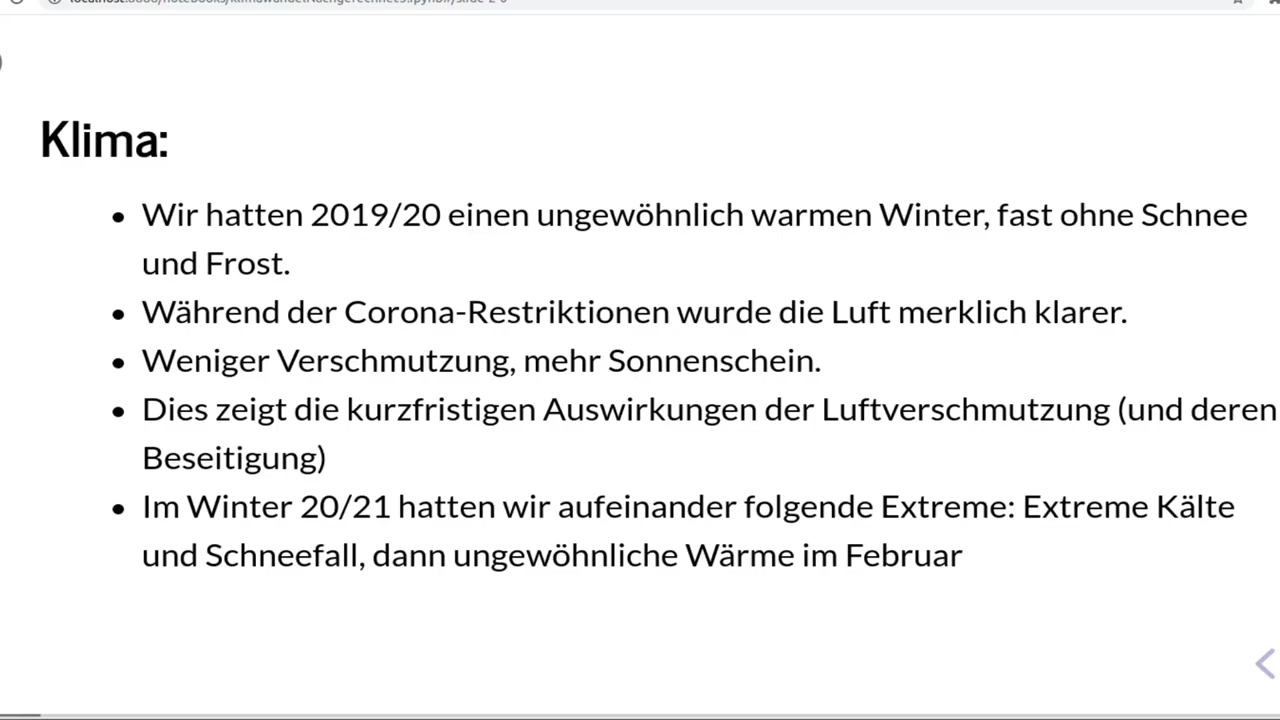 Klima:
Wir hatten 2019/20 einen ungewöhnlich warmen Winter, fast ohne Schnee
und Frost.
Während der Corona-Restriktionen wurde die Luft merklich klarer.
Weniger Verschmutzung, mehr Sonnenschein.
Dies zeigt die kurzfristigen Auswirkungen der Luftverschmutzung (und deren
Beseitigung)
Im Winter 20/21 hatten wir aufeinander folgende Extreme: Extreme Kälte
und Schneefall, dann ungewöhnliche Wärme im Februar